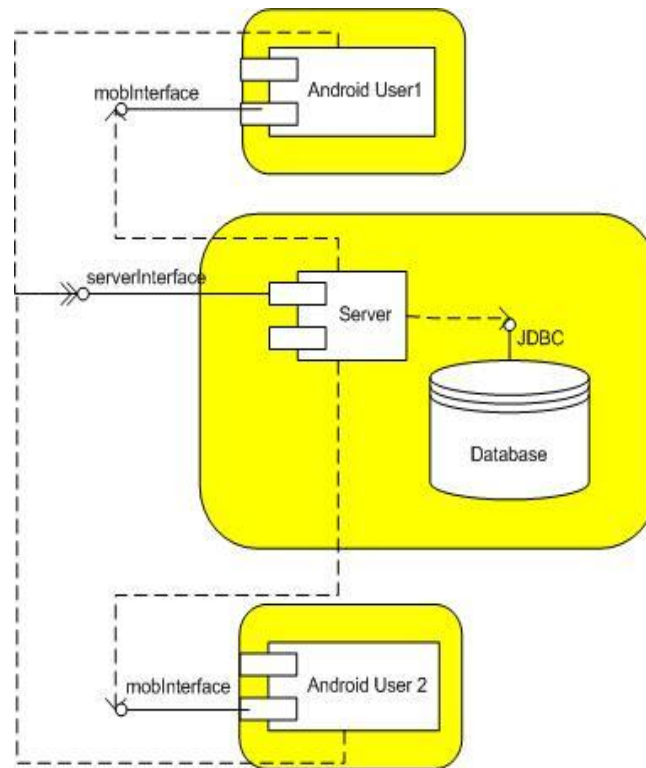 Android User1
mobInterface
serverInterface
Server
JDBC
Database
mobInterface
Android User 2